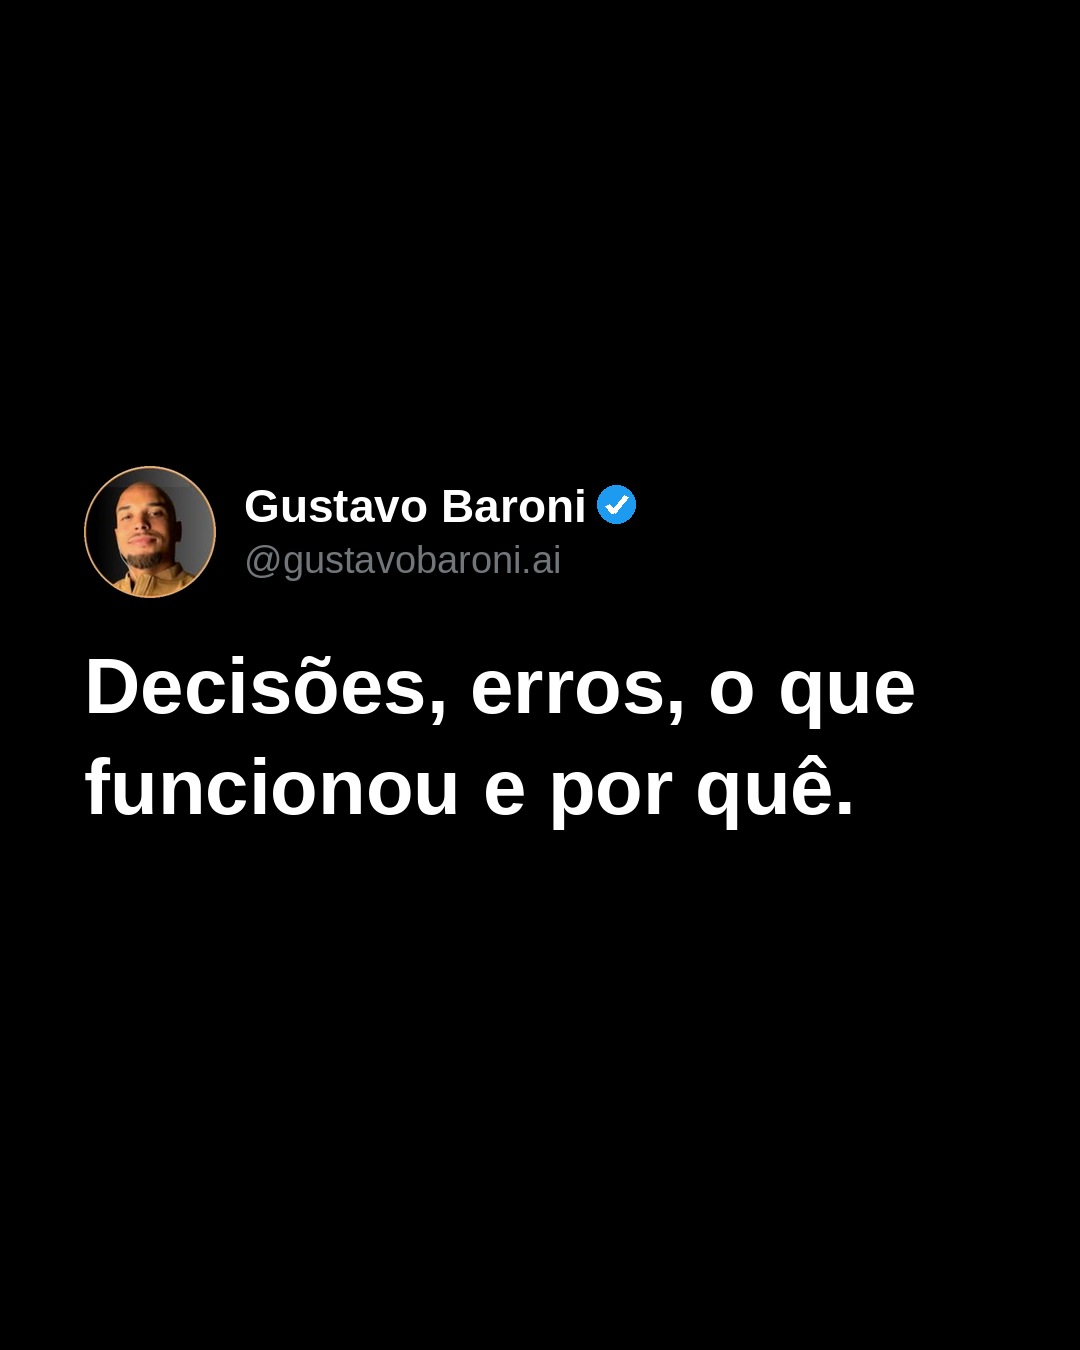 Gustavo Baroni
@gustavobaroni.ai
Decisões, erros, o que
funcionou e por quê.